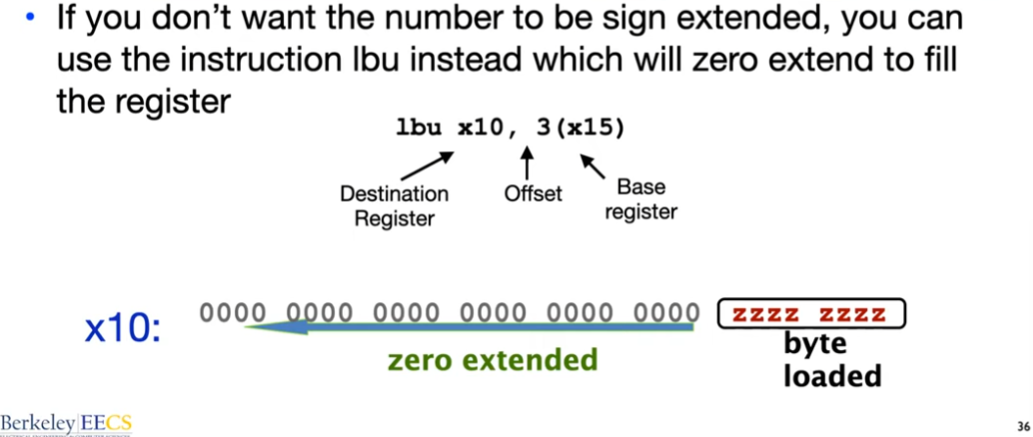 • If you don't want the number to be sign extended, you can
use the instruction lbu instead which will zero extend to fill
the register
lbu x10, 3(x15)
Destination
Register
Offset
Base
register
x10:
0000 0000 0000 0000 0000 0000 zzzz zzzz
zero extended
byte
loaded
Berkeley EECS
36